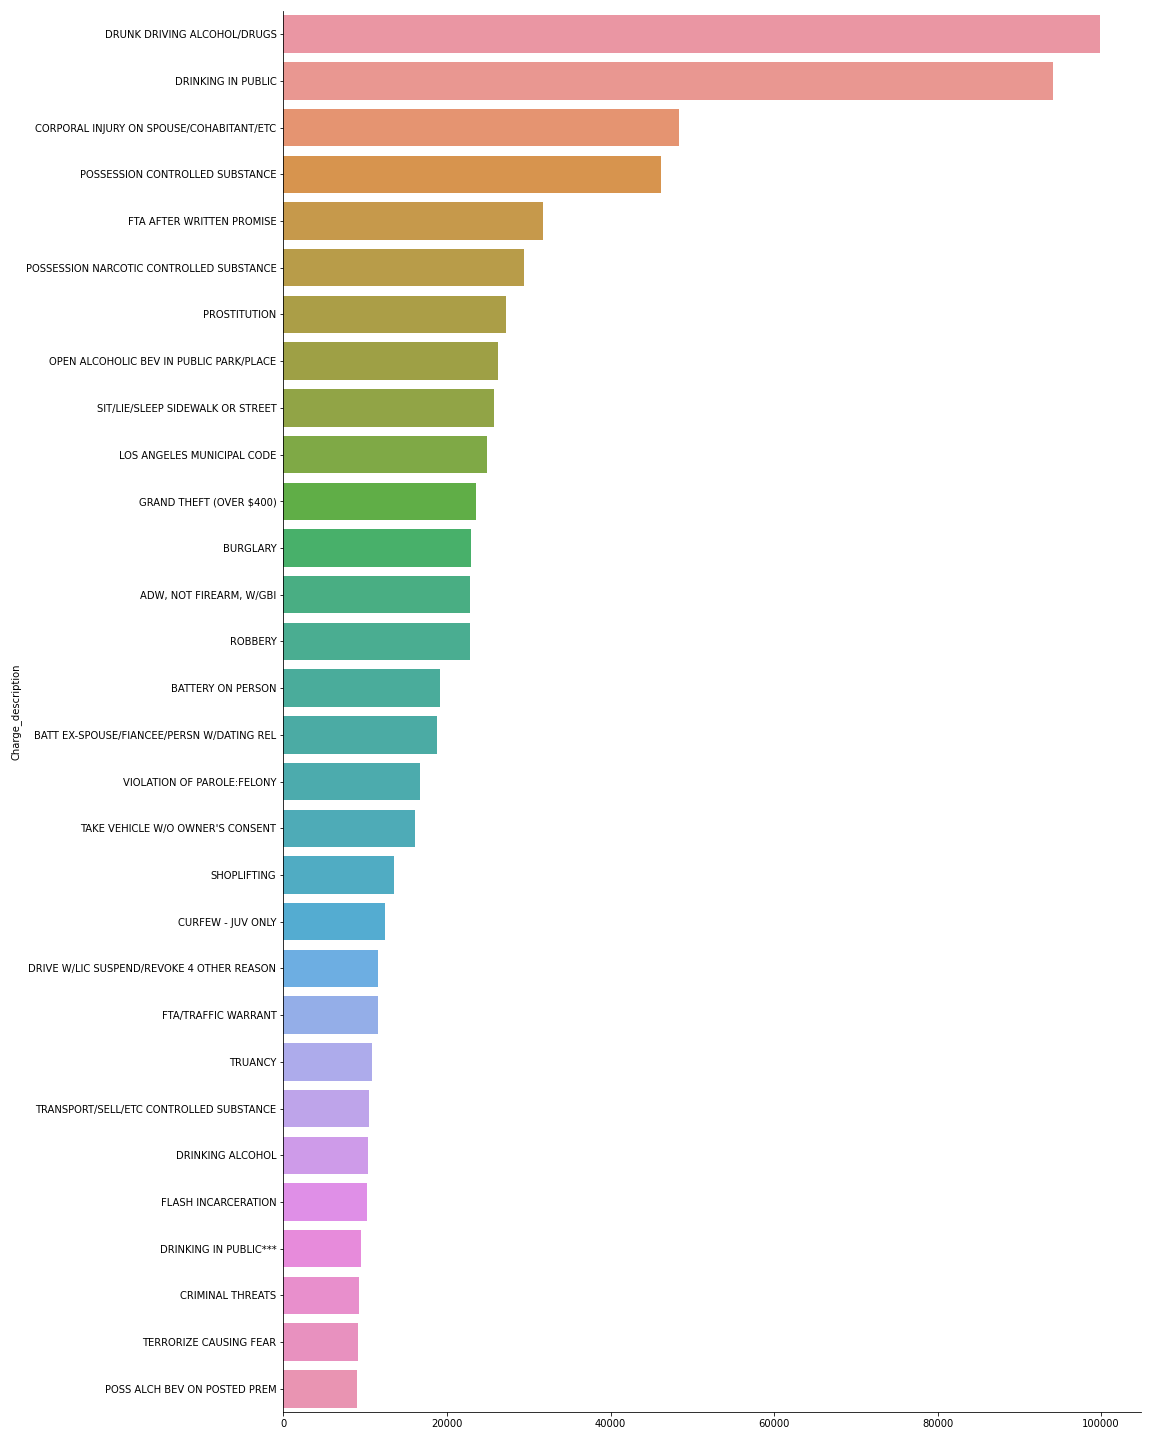 DRUNK DRIVING ALCOHOL/DRUGS
DRINKING IN PUBLIC
CORPORAL INJURY ON SPOUSE/COHABITANT/ETC
POSSESSION CONTROLLED SUBSTANCE
FTA AFTER WRITTEN PROMISE
POSSESSION NARCOTIC CONTROLLED SUBSTANCE
PROSTITUTION
OPEN ALCOHOLIC BEV IN PUBLIC PARK/PLACE
SIT/LIE/SLEEP SIDEWALK OR STREET
LOS ANGELES MUNICIPAL CODE
GRAND THEFT (OVER $400)
BURGLARY
ADW, NOT FIREARM, W/GBI
ROBBERY
BATTERY ON PERSON
BATT EX-SPOUSE/FIANCEE/PERSN W/DATING REL
VIOLATION OF PAROLE:FELONY
TAKE VEHICLE W/O OWNER'S CONSENT
SHOPLIFTING
CURFEW - JUV ONLY
DRIVE W/LIC SUSPEND/REVOKE 4 OTHER REASON
FTA/TRAFFIC WARRANT
TRUANCY
TRANSPORT/SELL/ETC CONTROLLED SUBSTANCE
DRINKING ALCOHOL
FLASH INCARCERATION
DRINKING IN PUBLIC***
CRIMINAL THREATS
TERRORIZE CAUSING FEAR
POSS ALCH BEV ON POSTED PREM
Charge_description
0 20000 40000 60000 80000 100000